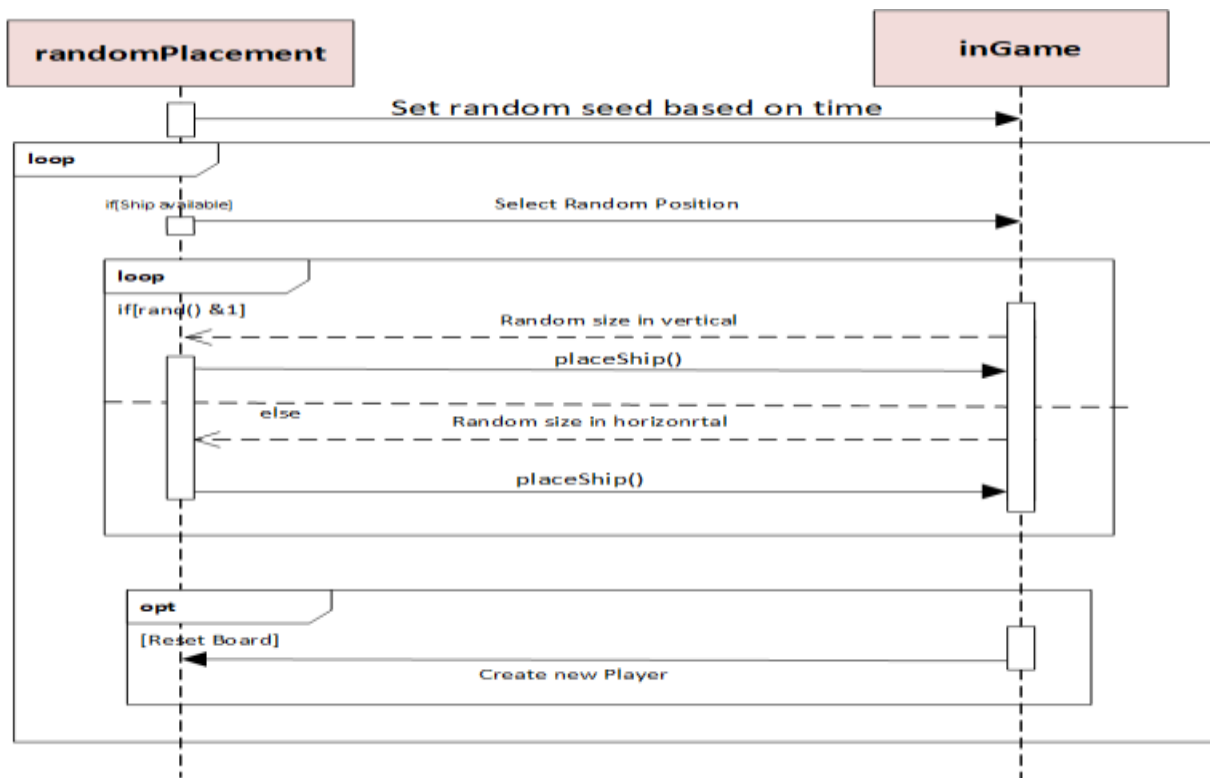 randomPlacement
inGame
Set random seed based on time
loop
if[Ship available]
Select Random Position
loop
if[rand() &1]
Random size in vertical
placeShip()
else
Random size in horizonrtal
placeShip()
opt
[Reset Board]
Create new Player